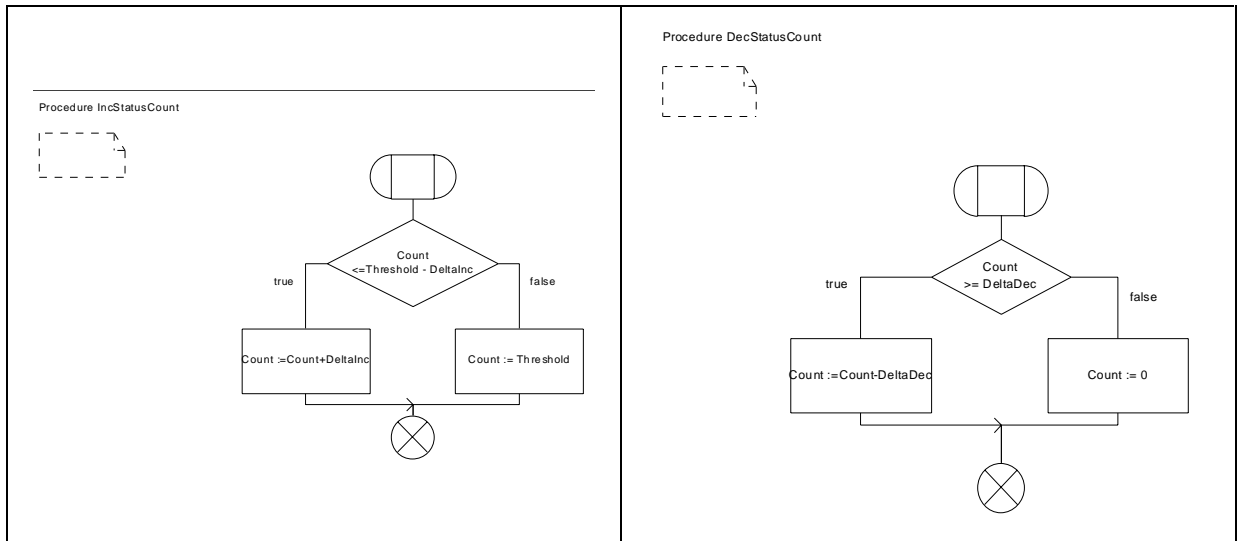 Procedure IncStatusCount
Count
<=Threshold - DeltaInc
true
false
Count :=Count+DeltaInc
Count := Threshold
Procedure DecStatusCount
Count
>= DeltaDec
true
false
Count :=Count-DeltaDec
Count := 0